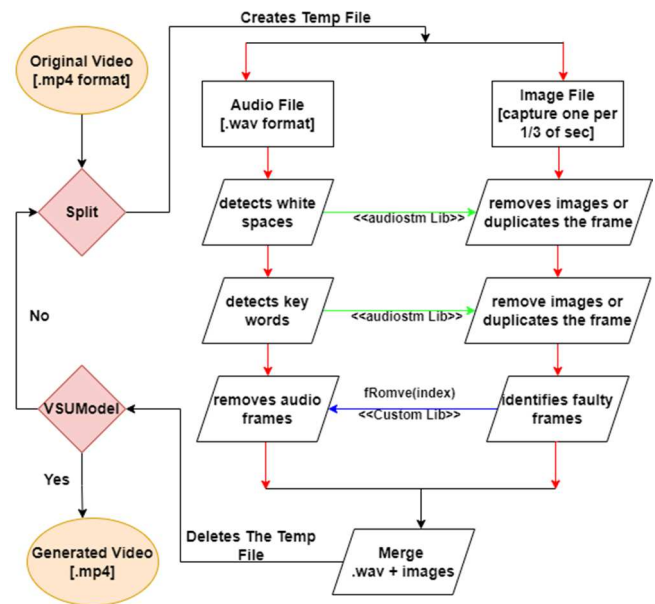 Creates Temp File
Original Video
[.mp4 format]
Audio File
[.wav format]
Image File
[capture one per
1/3 of sec]
Split
detects white
spaces
<<audiostm Lib>>
removes images or
duplicates the frame
No
detects key
words
<<audiostm Lib>>
remove images or
duplicates the frame
VSUModel
removes audio
frames
fRomve(index)
<<Custom Lib>>
identifies faulty
frames
Yes
Generated Video
[.mp4]
Deletes The Temp
File
Merge
.wav + images